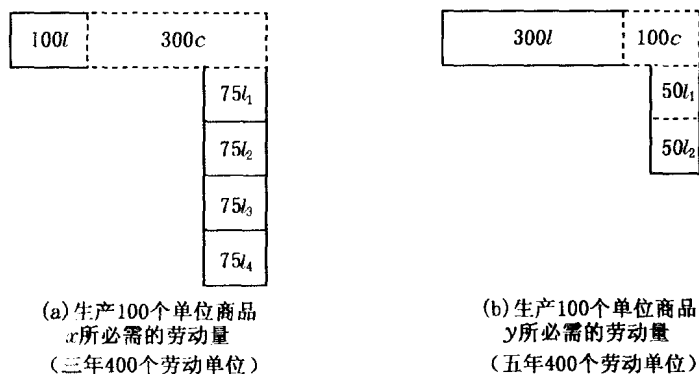 100l 300c
75l₁
75l₂
75l₃
75l₄
(a)生产100个单位商品
x所必需的劳动量
(三年400个劳动单位)
300l 100c
50l₁
50l₂
(b)生产100个单位商品
y所必需的劳动量
(五年400个劳动单位)